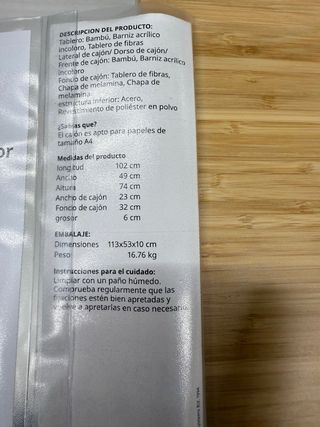 or
DESCRIPCION DEL PRODUCTO:
Tablero: Bambú, Barniz acrílico
incoloro, Tablero de fibras
Lateral de cajón/ Dorso de cajón/
Frente de cajón: Bambú, Barniz acrílico
incoloro
Fondo de cajón: Tablero de fibras,
Chapa de melamina, Chapa de
melamina
estructura inferior: Acero,
Revestimiento de poliéster en polvo
¿Sabías que?
El cajón es apto para papeles de
tamaño A4
Medidas del producto
longitud 102 cm
Ancho 49 cm
Altura 74 cm
Ancho de cajón 23 cm
Fondo de cajón 32 cm
grosor 6 cm
EMBALAJE:
Dimensiones 113x53x10 cm
Peso 16.76 kg
Instrucciones para el cuidado:
Limpiar con un paño húmedo.
Comprueba regularmente que las
fijaciones estén bien apretadas y
vuelve a apretarlas en caso necesario.